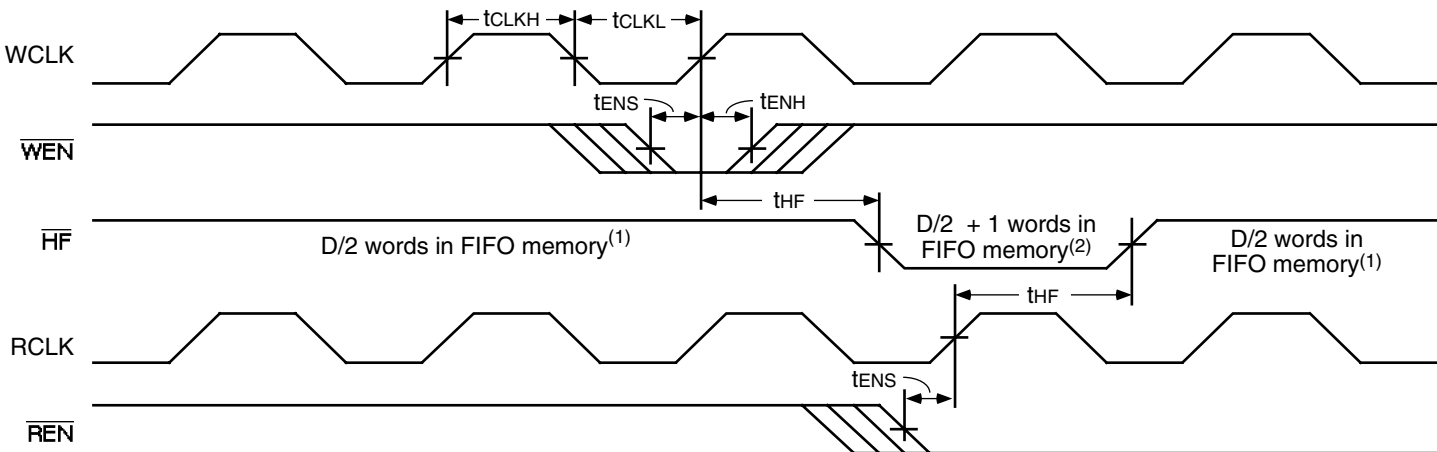 tCLKH
tCLKL
WCLK
tENS
tENH
WEN
tHF
HF
D/2 words in FIFO memory(1)
D/2 + 1 words in
FIFO memory(2)
D/2 words in
FIFO memory(1)
tHF
RCLK
tENS
REN